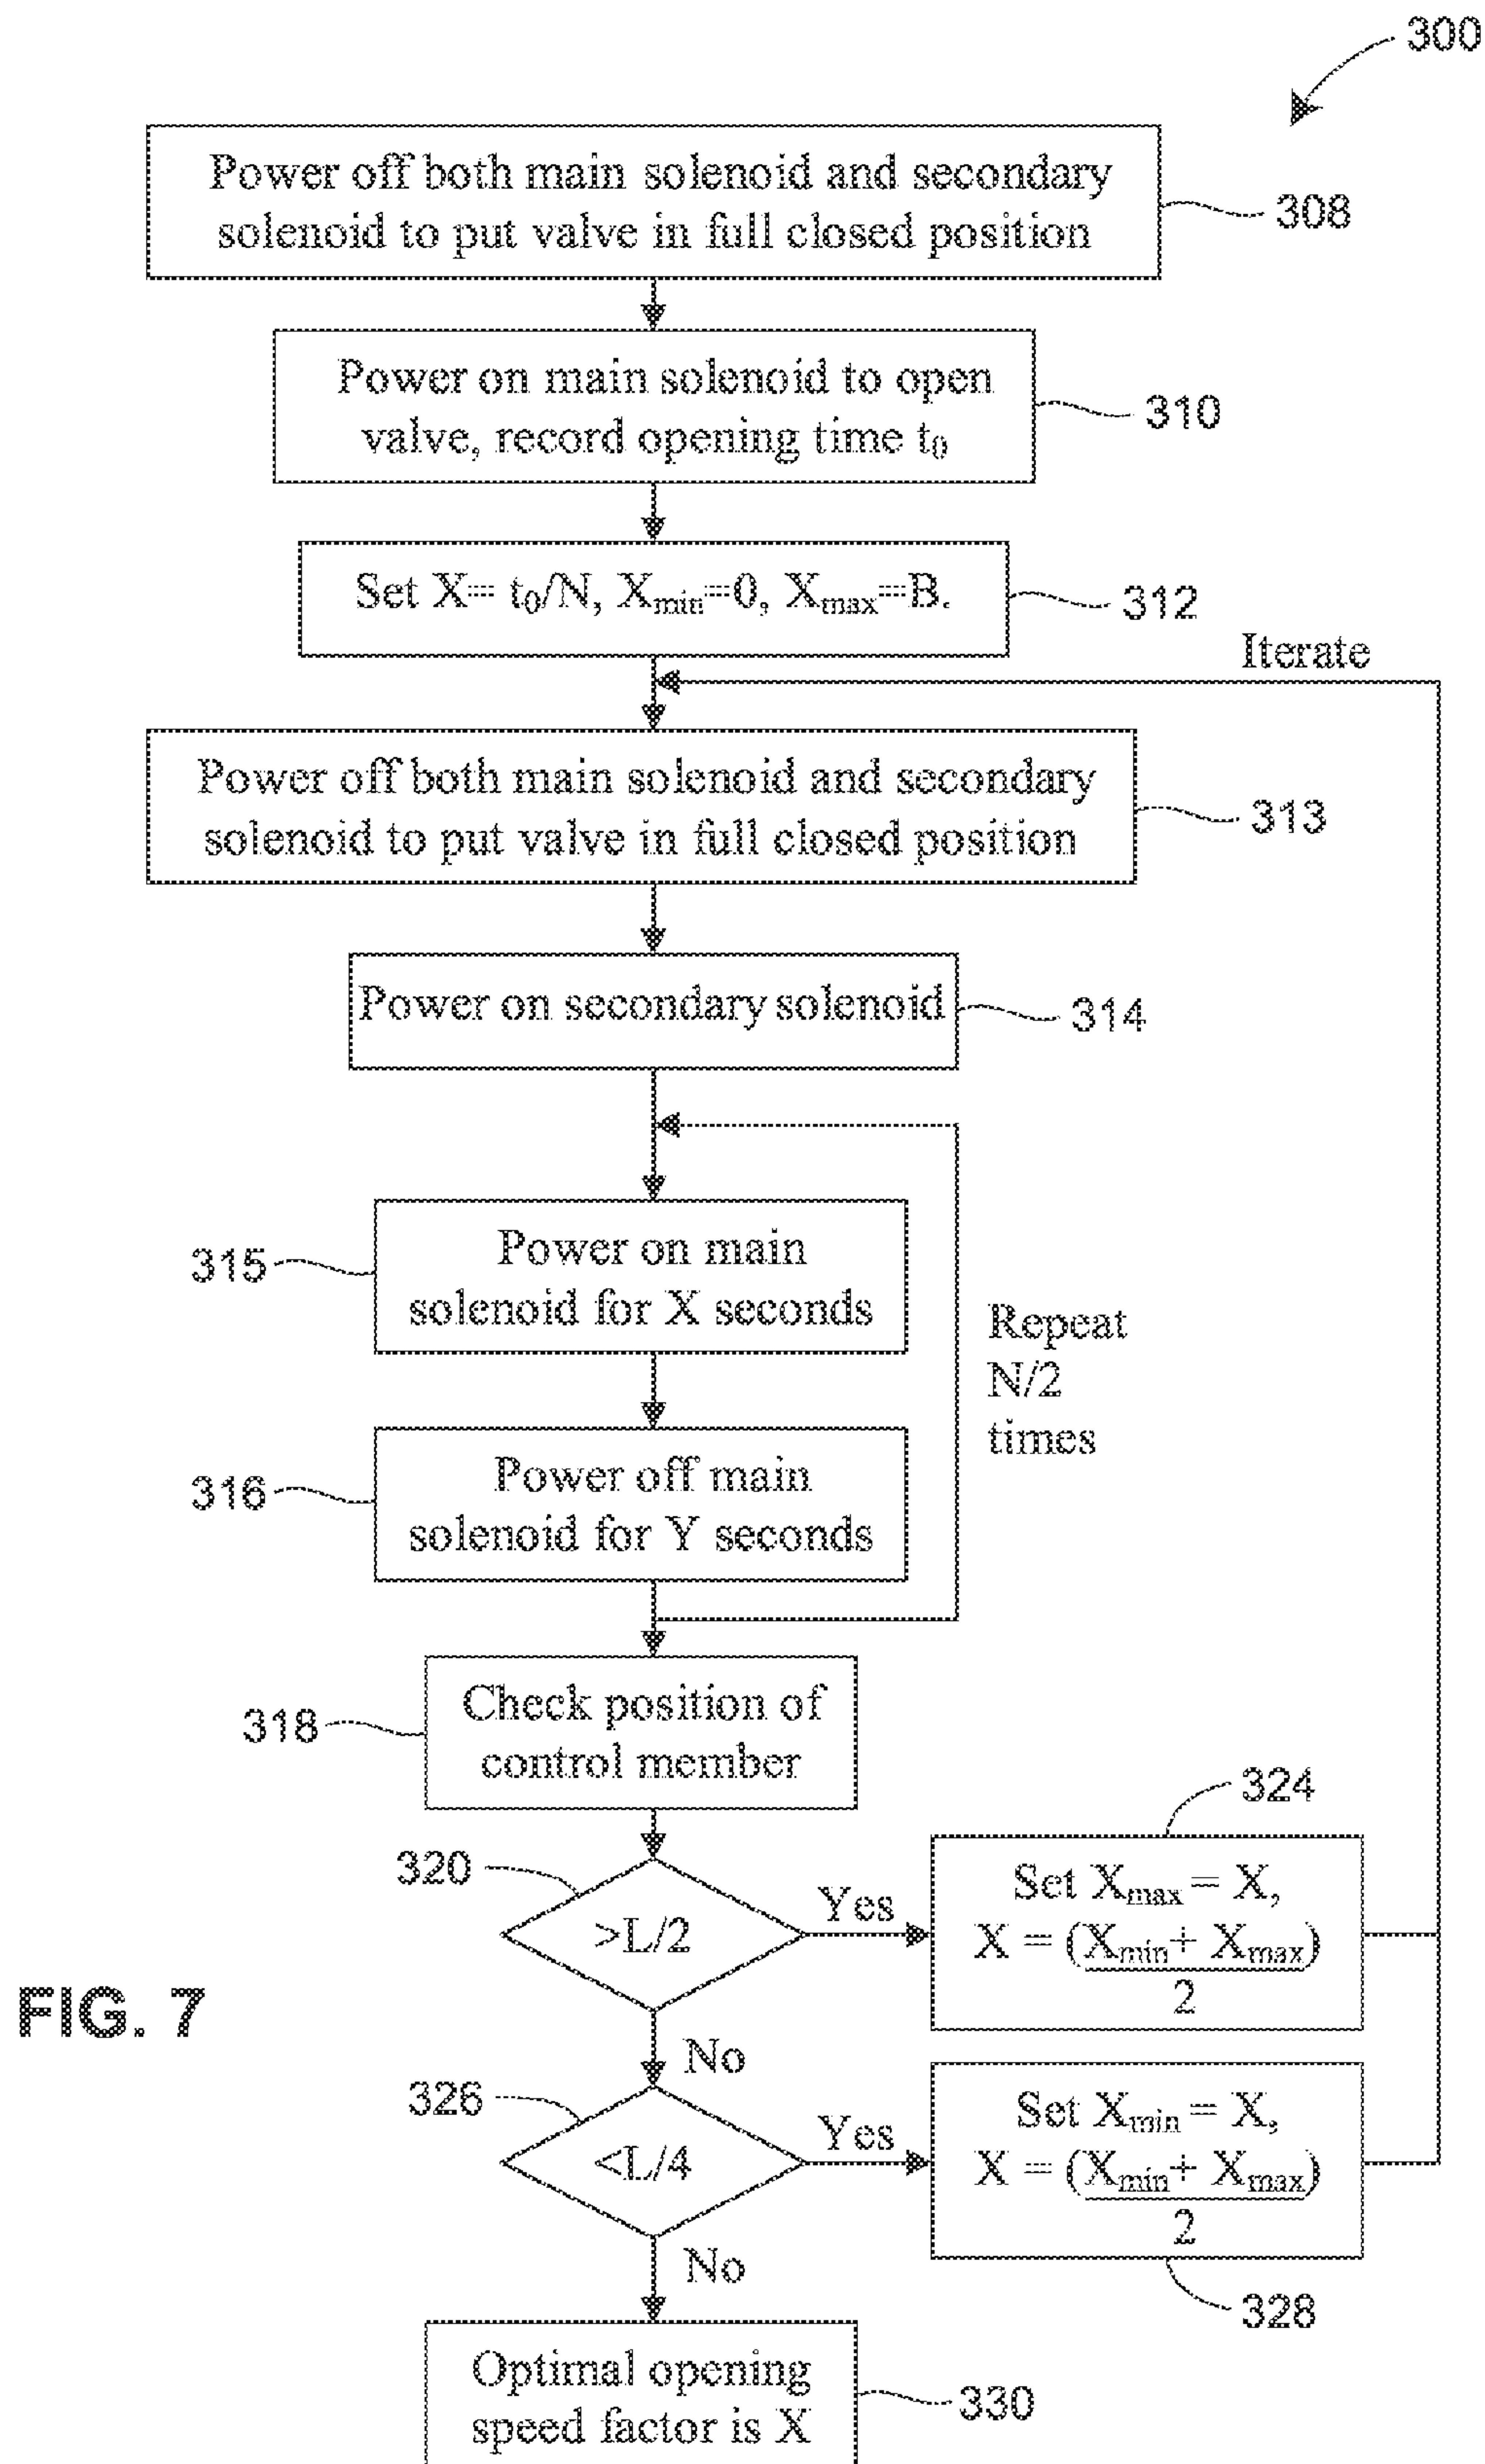 300
Power off both main solenoid and secondary
solenoid to put valve in full closed position
308
Power on main solenoid to open
valve, record opening time t₀
310
Set X= t₀/N, Xmin=0, Xmax=B.
312
Iterate
Power off both main solenoid and secondary
solenoid to put valve in full closed position
313
Power on secondary solenoid
314
315
Power on main
solenoid for X seconds
Repeat
N/2
times
316
Power off main
solenoid for Y seconds
318
Check position of
control member
324
320
>L/2
Yes
Set Xmax = X,
X = (Xmin+ Xmax)
2
FIG. 7
No
326
<L/4
Yes
Set Xmin = X,
X = (Xmin+ Xmax)
2
No
328
Optimal opening
speed factor is X
330